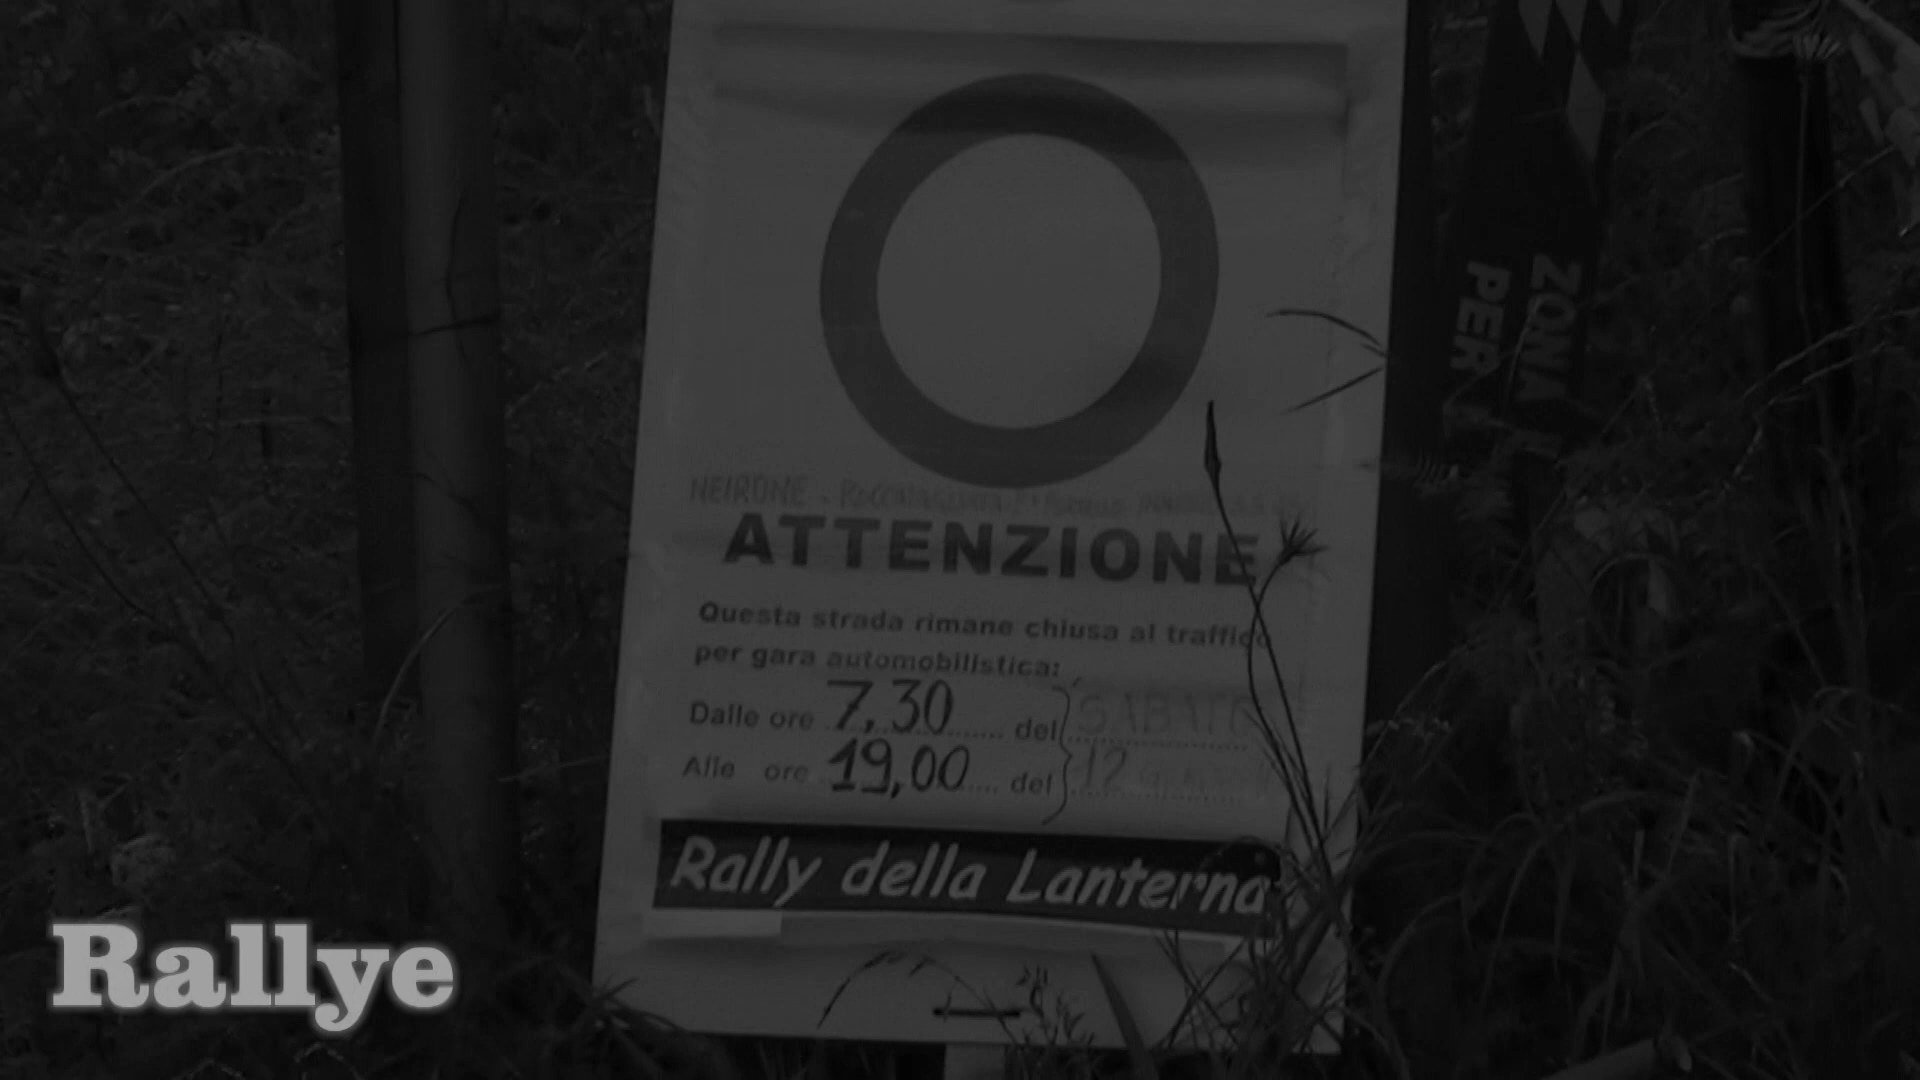 NEIRONE -
ATTENZIONE
Questa strada rimane chiusa al traffico
per gara automobilistica:
Dalle ore 7,30 del SABATO
Alle ore 19,00 del 12
Rally della Lanterna
ZONA
PER
Rallye